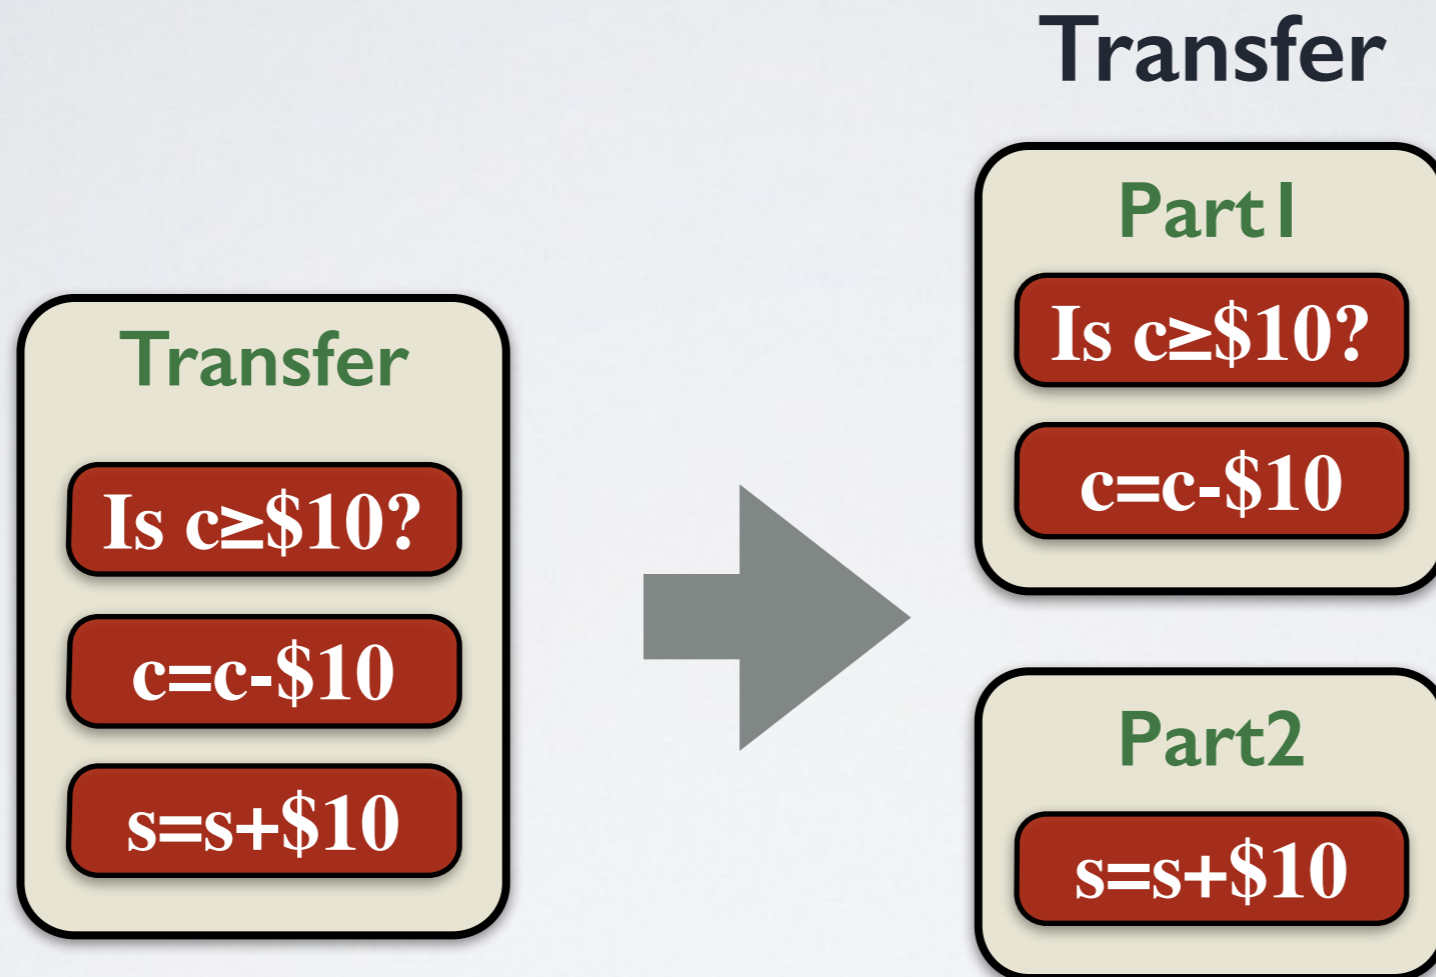 Transfer
Is c≥$10?
c=c-$10
s=s+$10
Transfer
Part1
Is c≥$10?
c=c-$10
Part2
s=s+$10